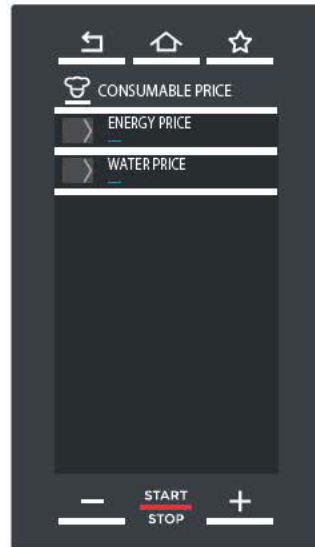 CONSUMABLE PRICE
ENERGY PRICE
WATER PRICE
START
STOP